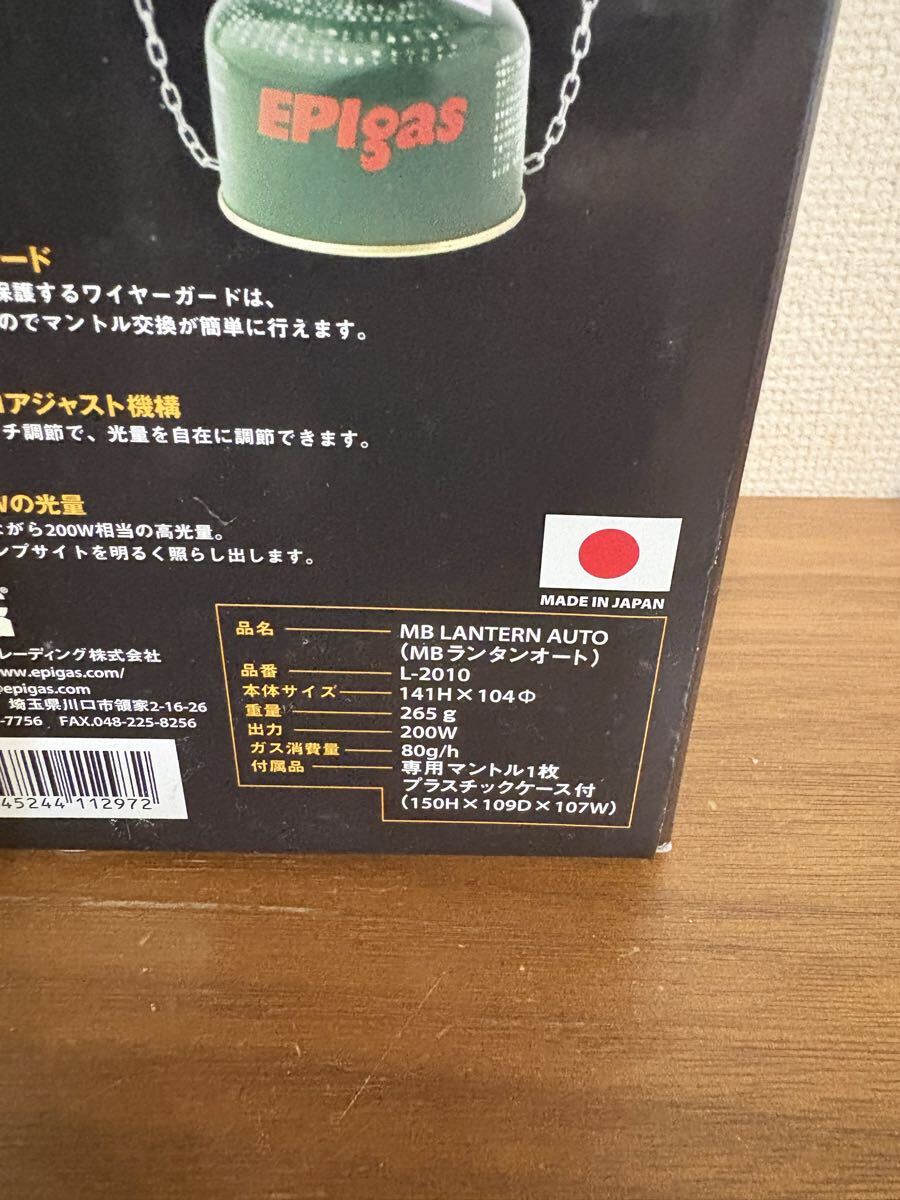 EPIgas
ード
保護するワイヤーガードは、
のでマントル交換が簡単に行えます。
アジャスト機構
チ調節で、光量を自在に調節できます。
Wの光量
がら200W相当の高光量。
ンプサイトを明るく照らし出します。
MADE IN JAPAN
レーディング株式会社
www.epigas.com/
@epigas.com
埼玉県川口市領家2-16-26
-7756 FAX.048-225-8256
45244 112972
品名 MB LANTERN AUTO
（MBランタンオート）
品番 L-2010
本体サイズ 141H×104Φ
重量 265g
出力 200W
ガス消費量 80g/h
付属品 専用マントル1枚
プラスチックケース付
（150H×109D×107W）